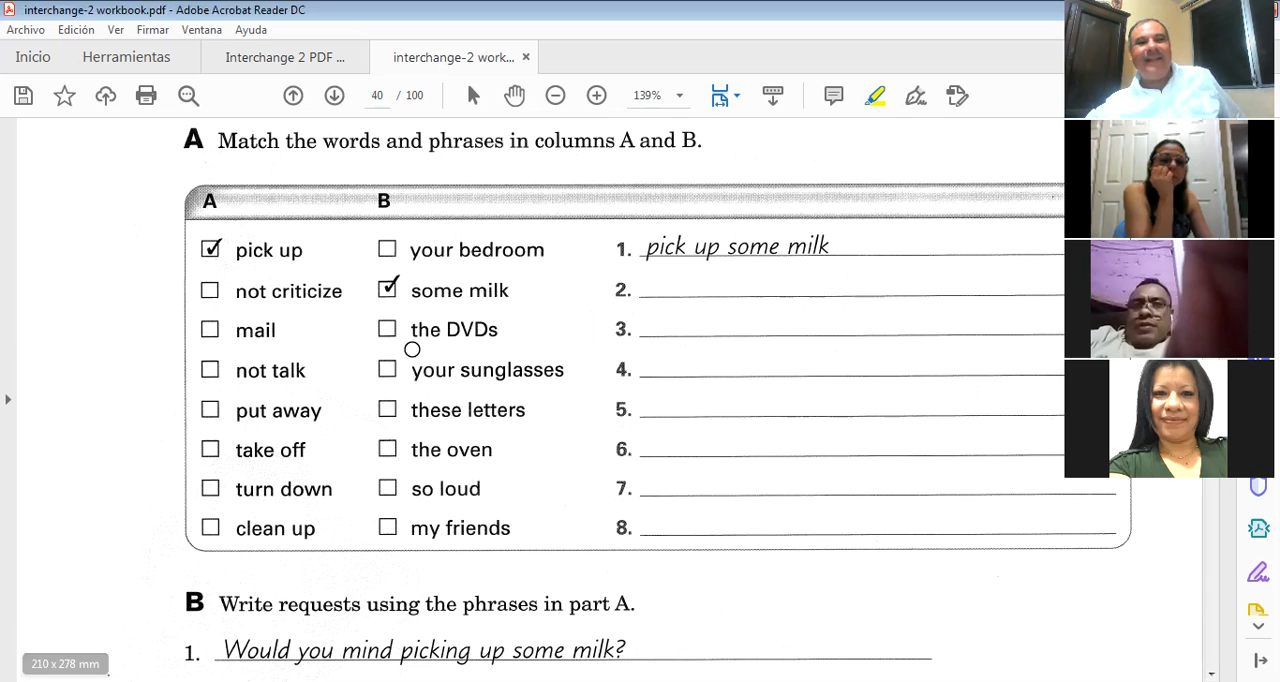 interchange-2 workbook.pdf - Adobe Acrobat Reader DC
Archivo Edición Ver Firmar Ventana Ayuda
Inicio Herramientas Interchange 2 PDF ... interchange-2 work... ×
40 / 100 139%
A Match the words and phrases in columns A and B.
A B
pick up your bedroom 1. pick up some milk
not criticize some milk 2.
mail the DVDs 3.
not talk your sunglasses 4.
put away these letters 5.
take off the oven 6.
turn down so loud 7.
clean up my friends 8.
B Write requests using the phrases in part A.
1. Would you mind picking up some milk?
210 x 278 mm